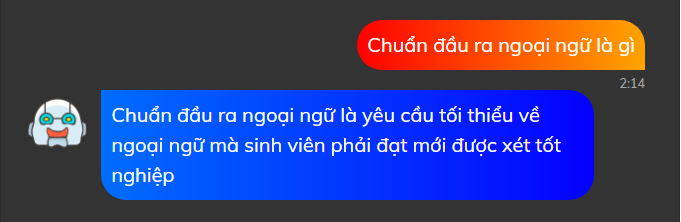 Chuẩn đầu ra ngoại ngữ là gì
2:14
Chuẩn đầu ra ngoại ngữ là yêu cầu tối thiểu về
ngoại ngữ mà sinh viên phải đạt mới được xét tốt
nghiệp